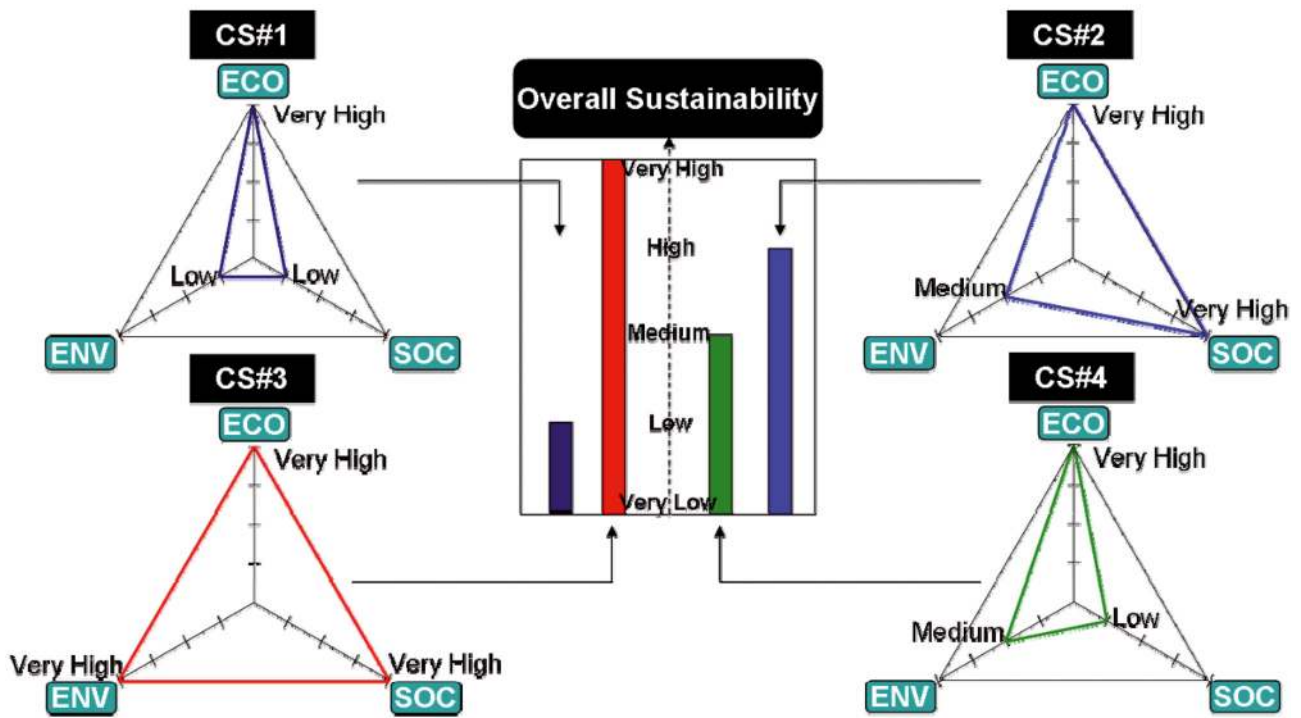 CS#1
ECO
Very High
Low
Low
ENV
SOC
Overall Sustainability
Very High
High
Medium
Low
Very Low
CS#2
ECO
Very High
Medium
Very High
ENV
SOC
CS#3
ECO
Very High
Very High
Very High
ENV
SOC
CS#4
ECO
Very High
Medium
Low
ENV
SOC